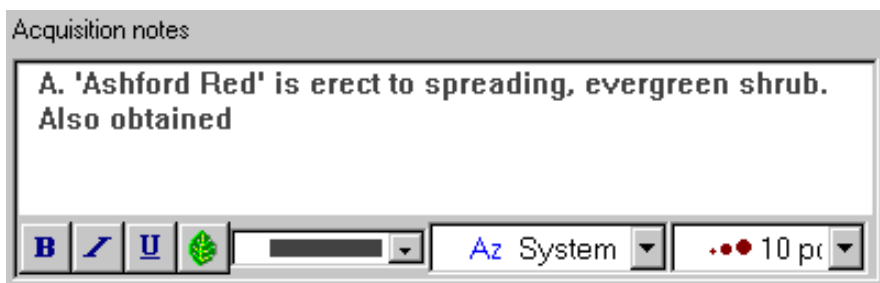 Acquisition notes
A. 'Ashford Red' is erect to spreading, evergreen shrub.
Also obtained
B I U Az System 10